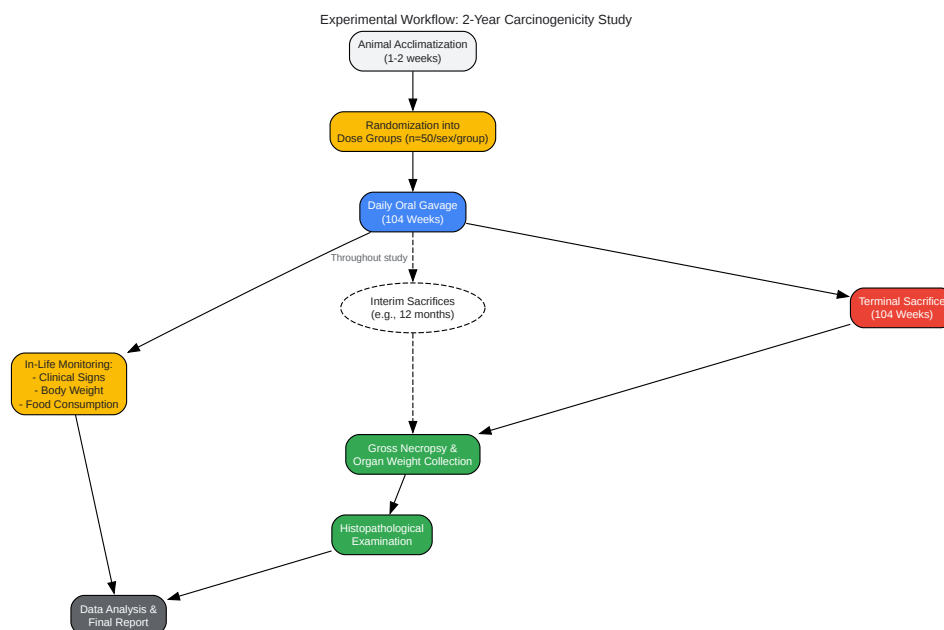 Experimental Workflow: 2-Year Carcinogenicity Study
Animal Acclimatization
(1-2 weeks)
Randomization into
Dose Groups (n=50/sex/group)
Daily Oral Gavage
(104 Weeks)
Throughout study
Interim Sacrifices
(e.g., 12 months)
Terminal Sacrifice
(104 Weeks)
In-Life Monitoring:
- Clinical Signs
- Body Weight
- Food Consumption
Gross Necropsy &
Organ Weight Collection
Histopathological
Examination
Data Analysis &
Final Report